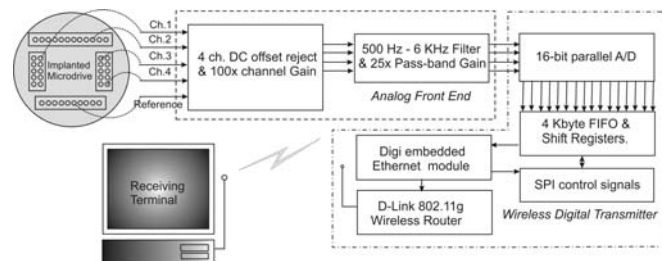 Ch.1
Ch.2
Ch.3
Ch.4
Reference
Implanted
Microdrive
4 ch. DC offset reject
& 100x channel Gain
500 Hz - 6 KHz Filter
& 25x Pass-band Gain
Analog Front End
16-bit parallel A/D
4 Kbyte FIFO &
Shift Registers.
SPI control signals
Digi embedded
Ethernet module
D-Link 802.11g
Wireless Router
Wireless Digital Transmitter
Receiving
Terminal